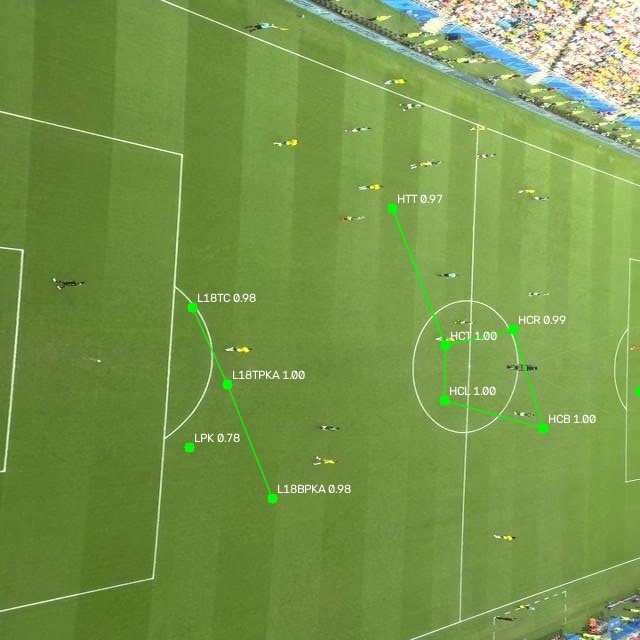 HTT 0.97
L18TC 0.98
HCR 0.99
HCT 1.00
L18TPKA 1.00
HCL 1.00
HCB 1.00
LPK 0.78
L18BPKA 0.98